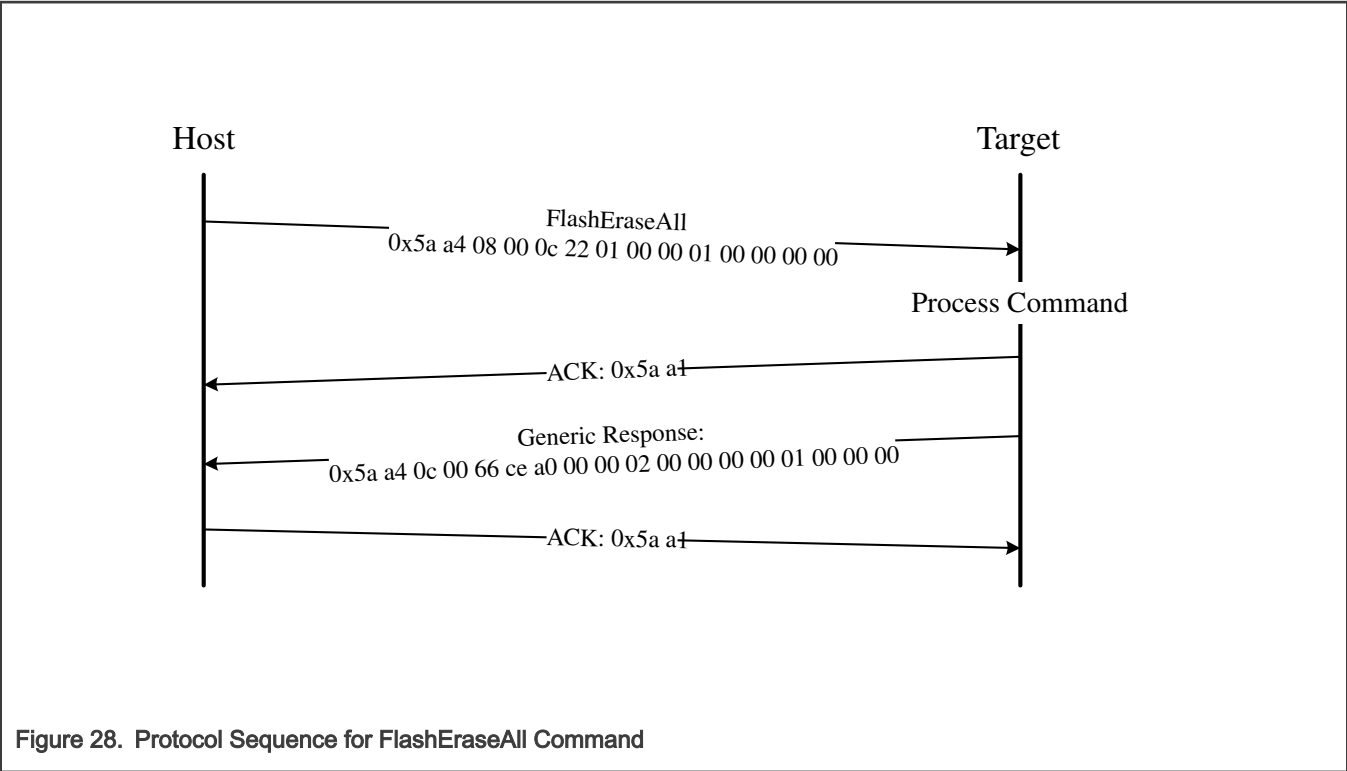 Host
Target
FlashEraseAll
0x5a a4 08 00 0c 22 01 00 00 01 00 00 00 00
Process Command
ACK: 0x5a a1
Generic Response:
0x5a a4 0c 00 66 ce a0 00 00 02 00 00 00 00 01 00 00 00
ACK: 0x5a a1
Figure 28. Protocol Sequence for FlashEraseAll Command